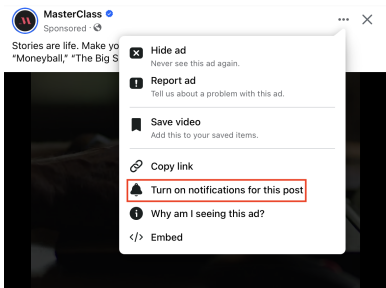 MasterClass
Sponsored ·
Stories are life. Make yo
"Moneyball," "The Big S
Hide ad
Never see this ad again.
Report ad
Tell us about a problem with this ad.
Save video
Add this to your saved items.
Copy link
Turn on notifications for this post
Why am I seeing this ad?
</> Embed